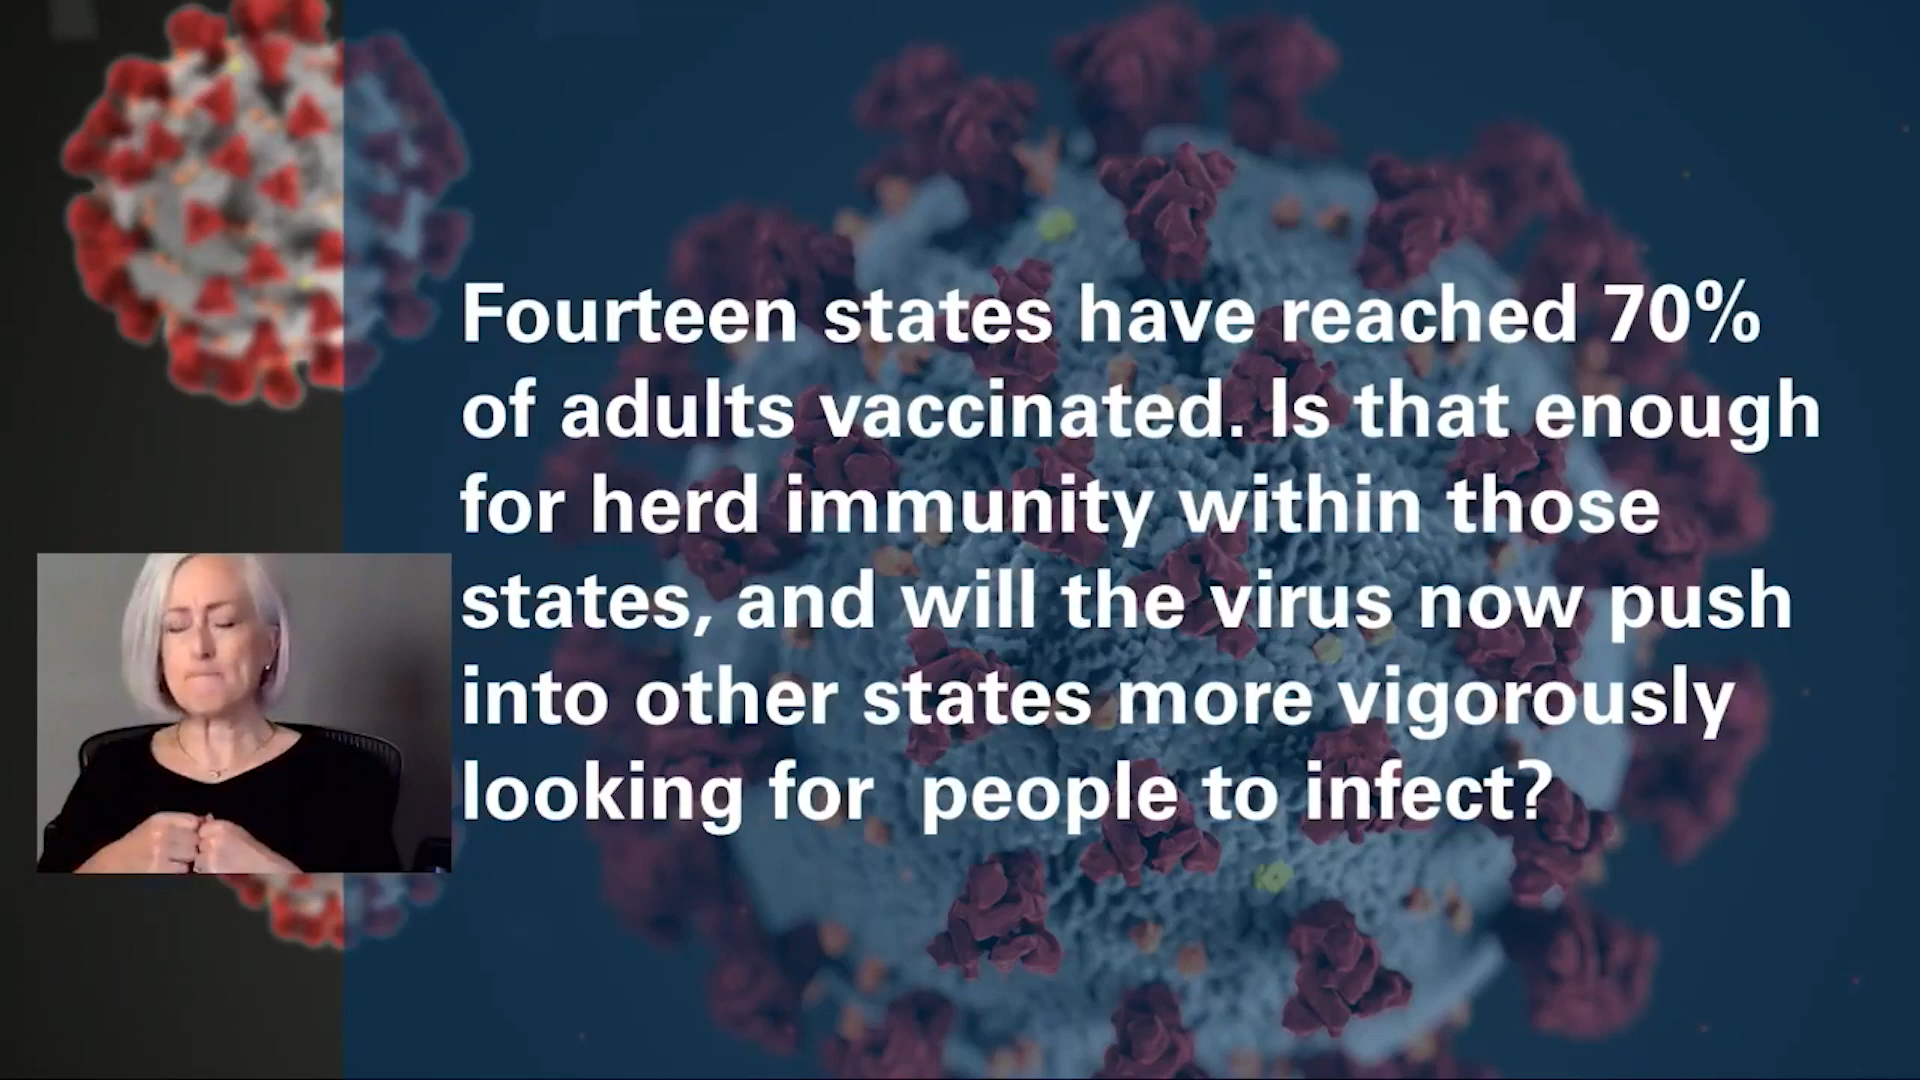 Fourteen states have reached 70%
of adults vaccinated. Is that enough
for herd immunity within those
states, and will the virus now push
into other states more vigorously
looking for  people to infect?